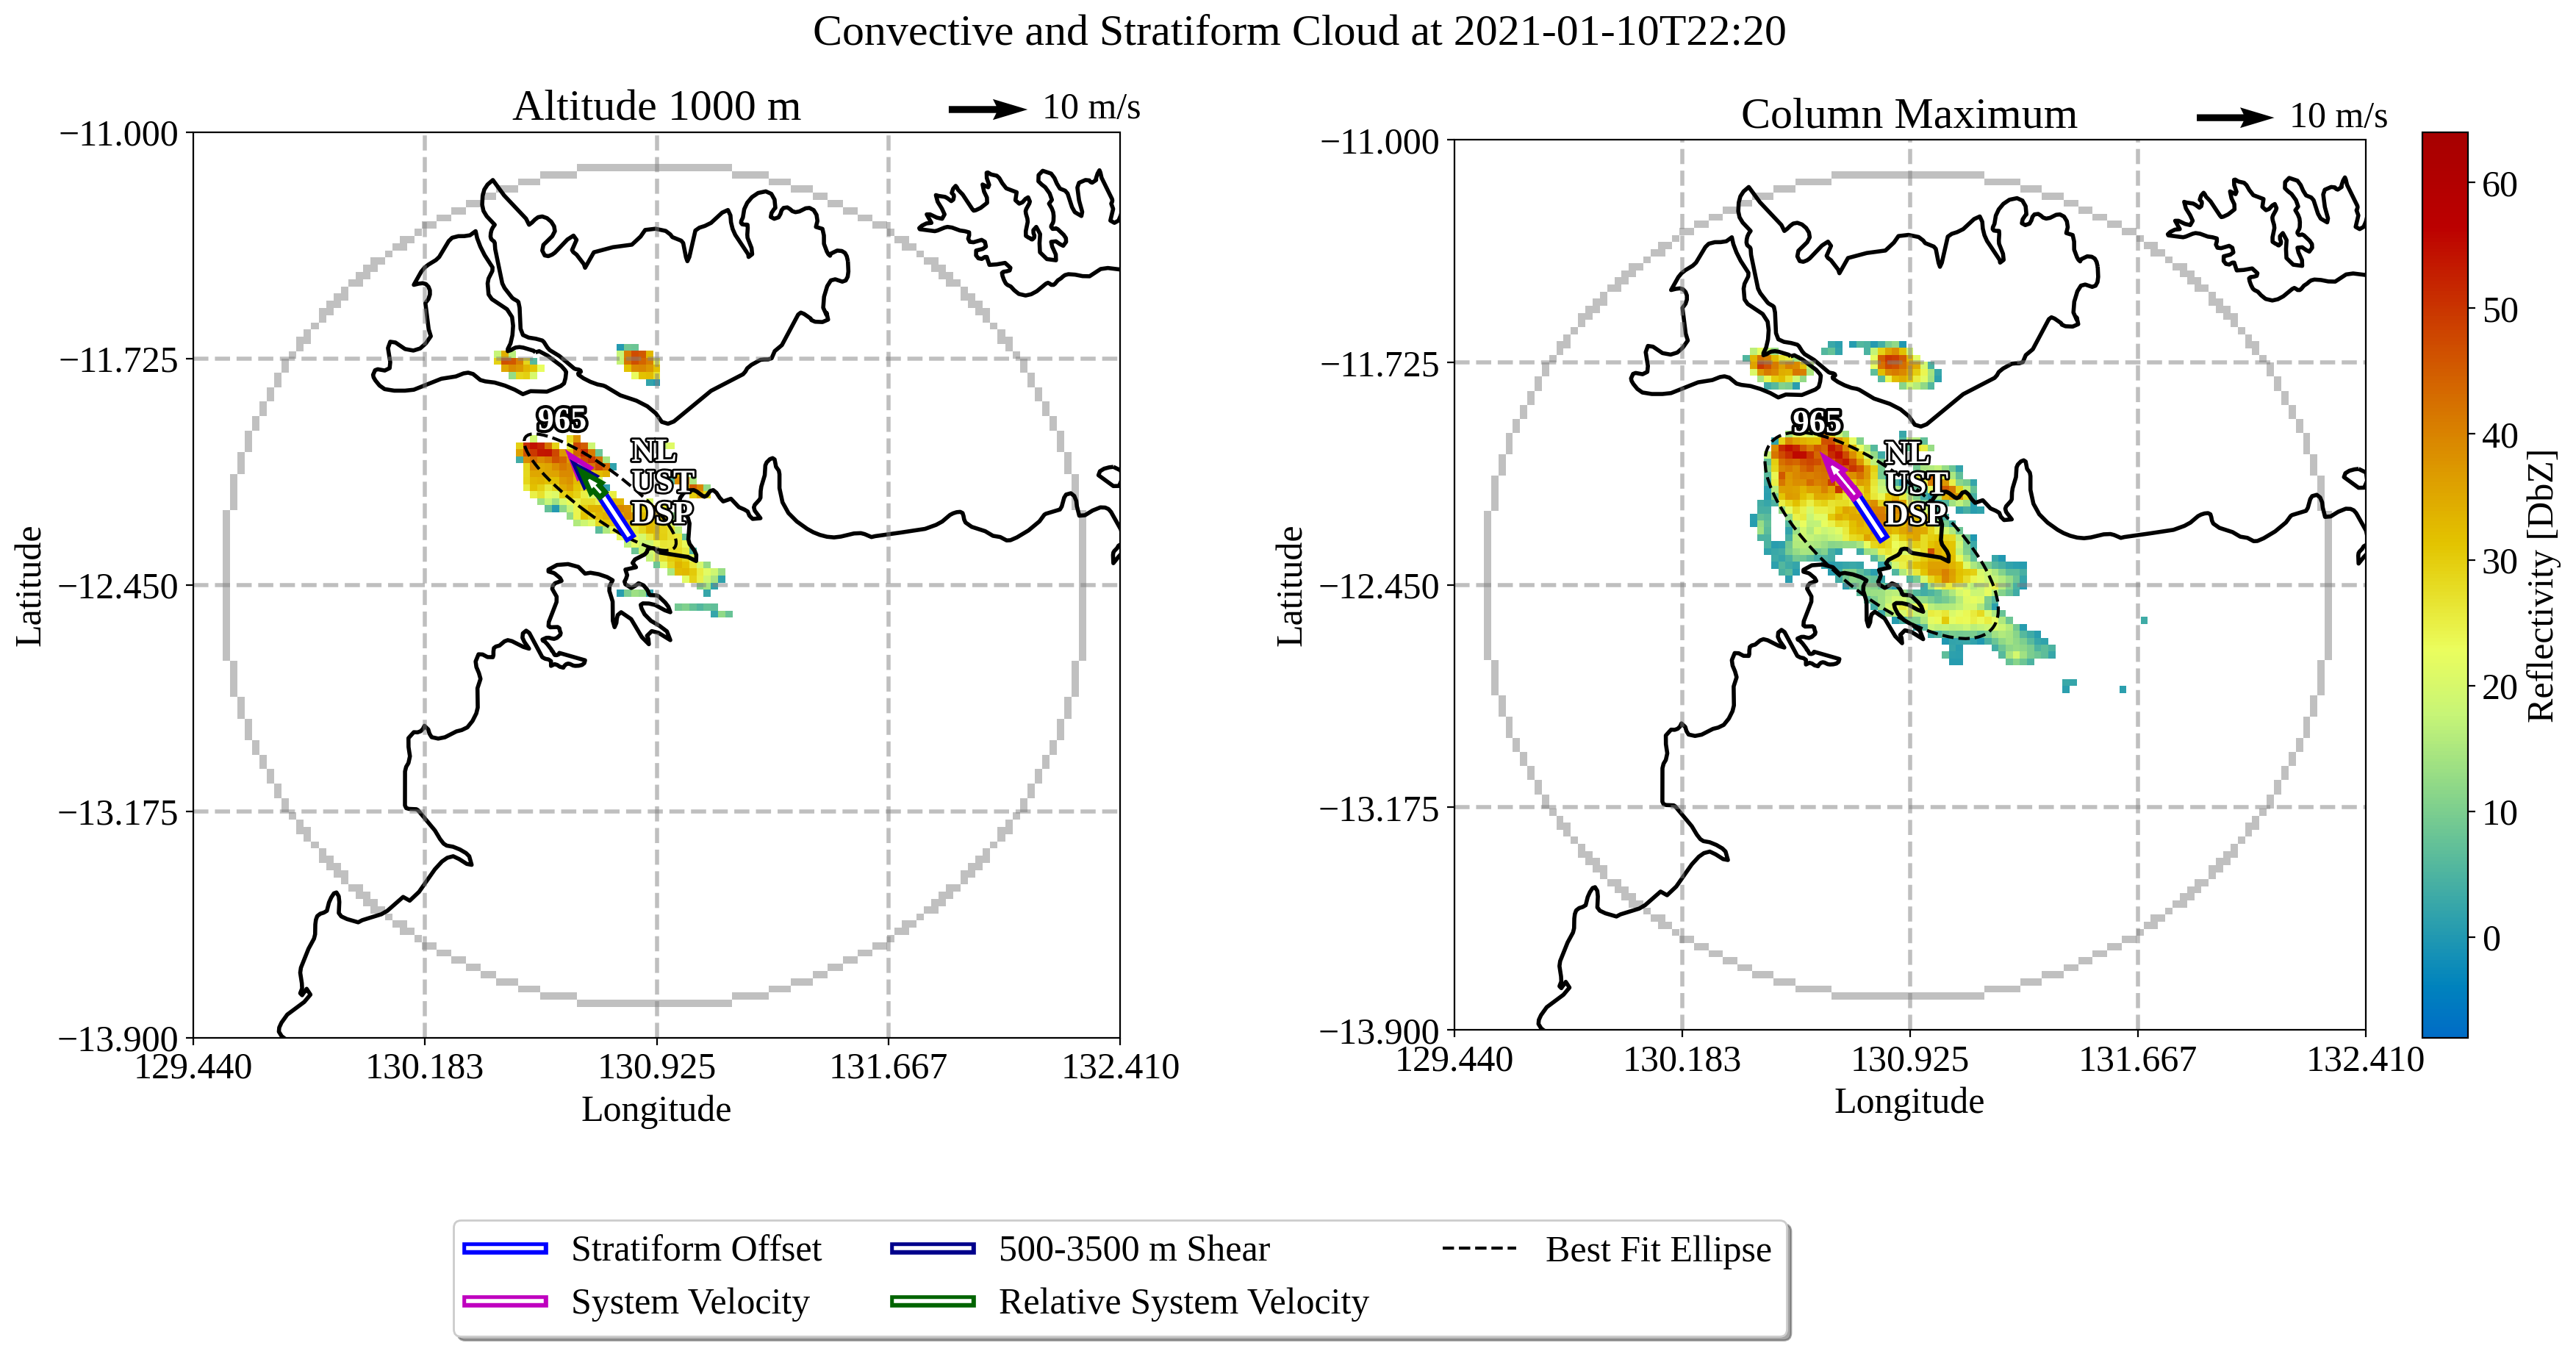 Convective and Stratiform Cloud at 2021-01-10T22:20
Altitude 1000 m
10 m/s
−11.000
−11.725
−12.450
−13.175
−13.900
Latitude
129.440
130.183
130.925
131.667
132.410
Longitude
965
NL
UST
DSP
Column Maximum
10 m/s
−11.000
−11.725
−12.450
−13.175
−13.900
Latitude
129.440
130.183
130.925
131.667
132.410
Longitude
965
NL
UST
DSP
60
50
40
30
20
10
0
Reflectivity [DbZ]
Stratiform Offset
500-3500 m Shear
Best Fit Ellipse
System Velocity
Relative System Velocity